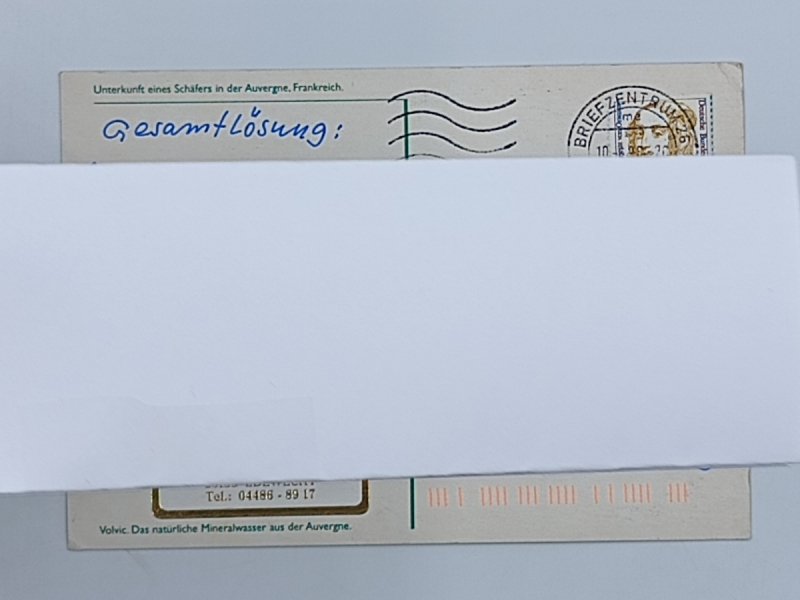 Unterkunft eines Schäfers in der Auvergne, Frankreich.
Gesamtlösung:
BRIEFZENTRUM 26
10
Tel.: 04486 - 89 17
Volvic. Das natürliche Mineralwasser aus der Auvergne.